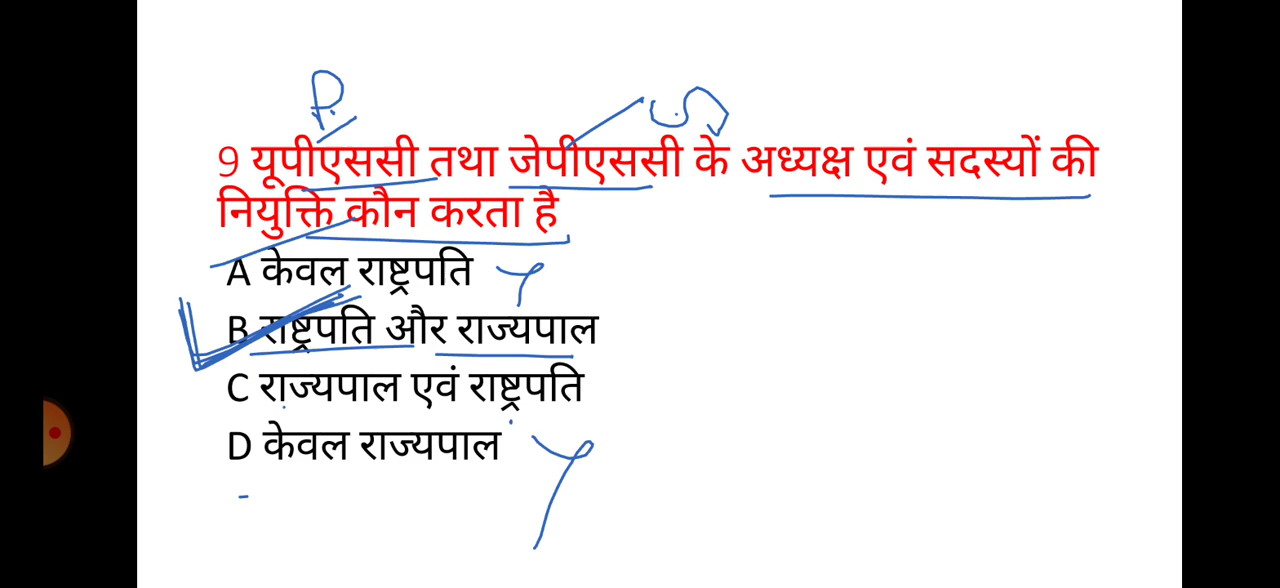 P.
9 यूपीएससी तथा जेपीएससी के अध्यक्ष एवं सदस्यों की
नियुक्ति कौन करता है
A केवल राष्ट्रपति
B राष्ट्रपति और राज्यपाल
C राज्यपाल एवं राष्ट्रपति
D केवल राज्यपाल